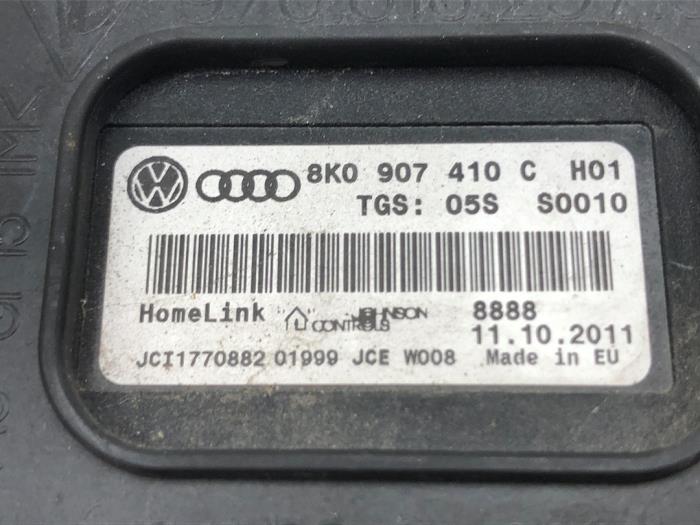 8K0 907 410 C H01
TGS: 05S S0010
HomeLink JOHNSON CONTROLS 8888
11.10.2011
JCI1770882 01999 JCE W008 Made in EU